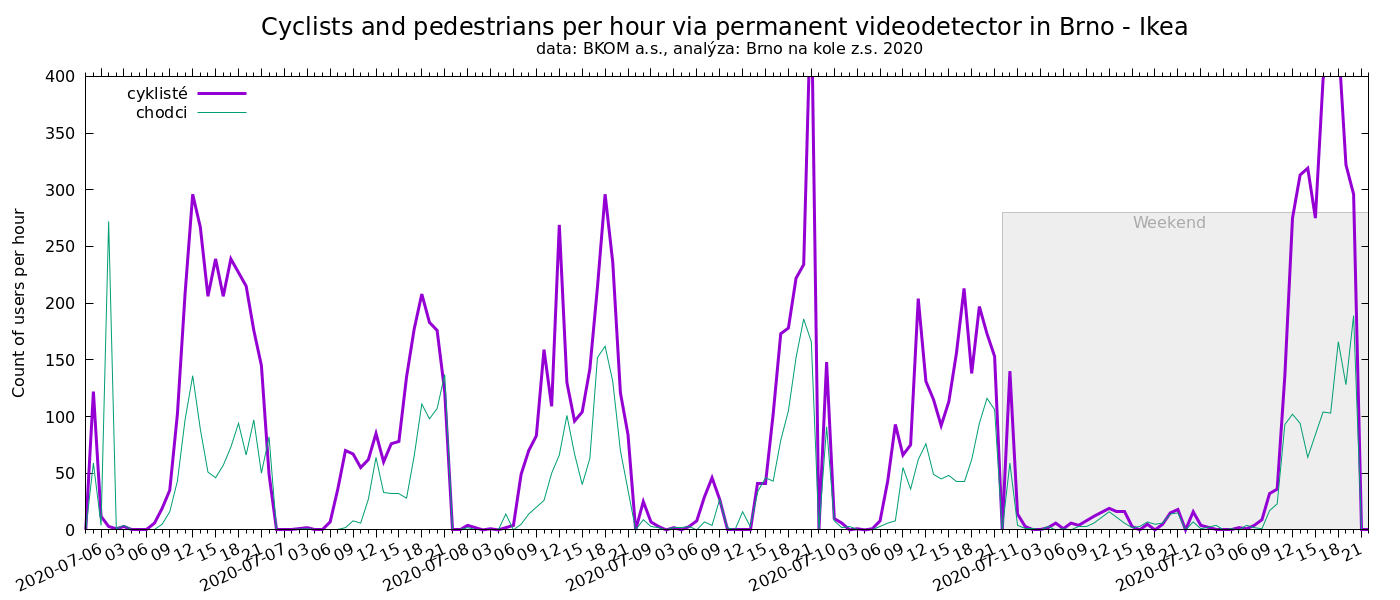 Cyclists and pedestrians per hour via permanent videodetector in Brno - Ikea
data: BKOM a.s., analýza: Brno na kole z.s. 2020
cyklisté
chodci
Weekend
Count of users per hour
400
350
300
250
200
150
100
50
0
2020-07-06 03 06 09 12 15 18 21 2020-07-07 03 06 09 12 15 18 21 2020-07-08 03 06 09 12 15 18 21 2020-07-09 03 06 09 12 15 18 21 2020-07-10 03 06 09 12 15 18 21 2020-07-11 03 06 09 12 15 18 21 2020-07-12 03 06 09 12 15 18 21